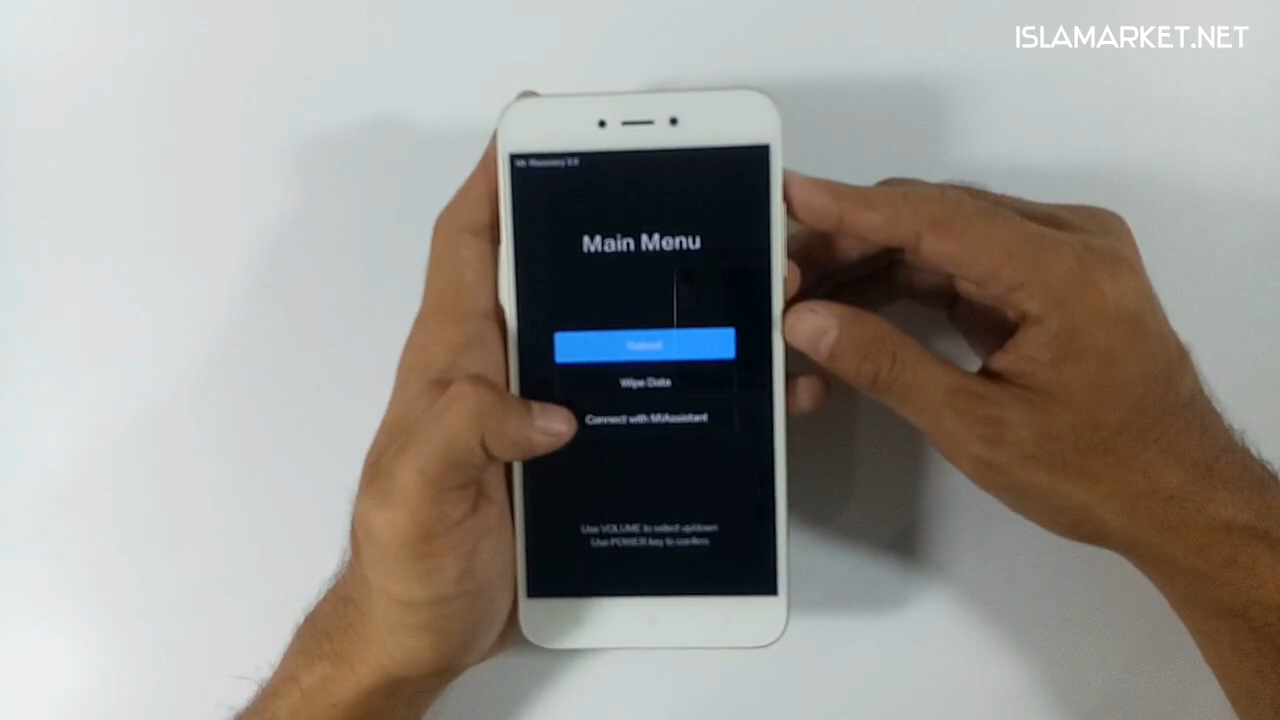 ISLAMARKET.NET
Mi-Recovery 3.0
Main Menu
Reboot
Wipe Data
Connect with MIAssistant
Use VOLUME to select up/down
Use POWER key to confirm